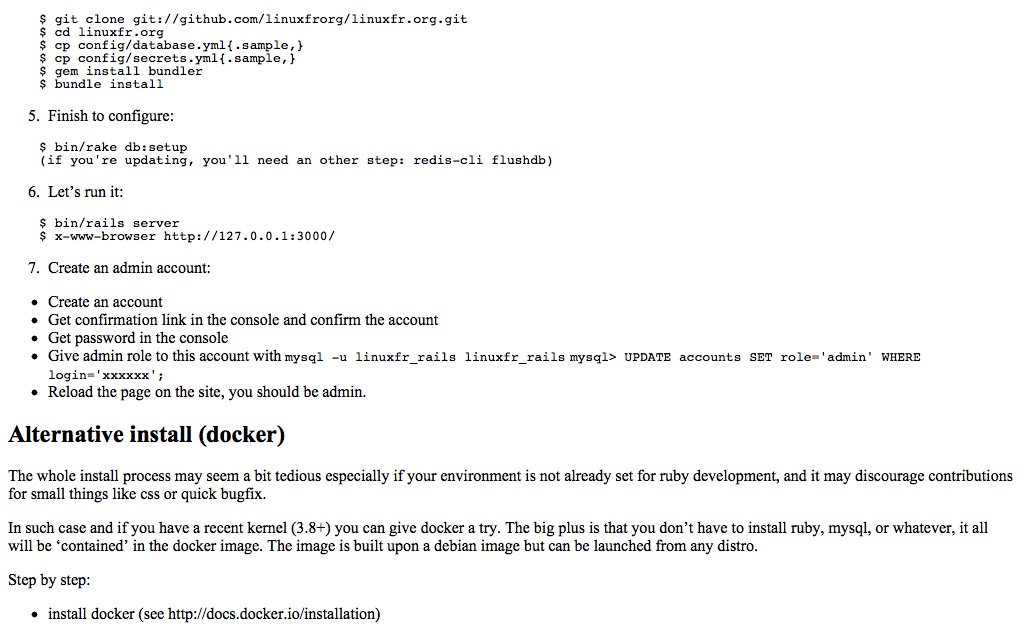 $ git clone git://github.com/linuxfrorg/linuxfr.org.git
$ cd linuxfr.org
$ cp config/database.yml{.sample,}
$ cp config/secrets.yml{.sample,}
$ gem install bundler
$ bundle install
5. Finish to configure:
$ bin/rake db:setup
(if you're updating, you'll need an other step: redis-cli flushdb)
6. Let’s run it:
$ bin/rails server
$ x-www-browser http://127.0.0.1:3000/
7. Create an admin account:
• Create an account
• Get confirmation link in the console and confirm the account
• Get password in the console
• Give admin role to this account with mysql -u linuxfr_rails linuxfr_rails mysql> UPDATE accounts SET role='admin' WHERE
login='xxxxxx';
• Reload the page on the site, you should be admin.
Alternative install (docker)
The whole install process may seem a bit tedious especially if your environment is not already set for ruby development, and it may discourage contributions
for small things like css or quick bugfix.
In such case and if you have a recent kernel (3.8+) you can give docker a try. The big plus is that you don’t have to install ruby, mysql, or whatever, it all
will be ‘contained’ in the docker image. The image is built upon a debian image but can be launched from any distro.
Step by step:
• install docker (see http://docs.docker.io/installation)